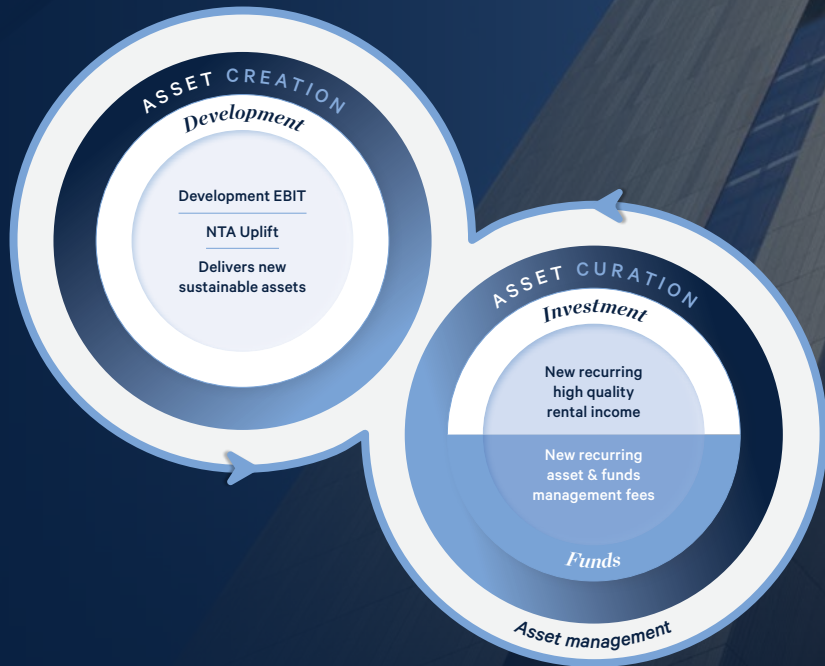 ASSET CREATION
Development
Development EBIT
NTA Uplift
Delivers new
sustainable assets
ASSET CURATION
Investment
New recurring
high quality
rental income
New recurring
asset & funds
management fees
Funds
Asset management